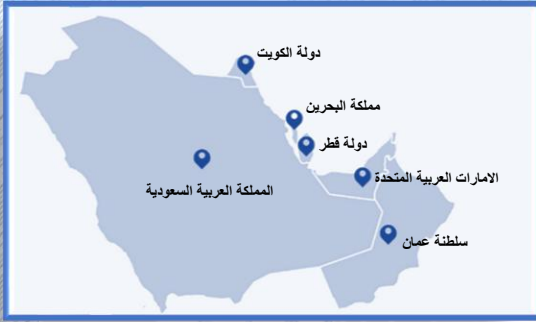 دولة الكويت
مملكة البحرين
دولة قطر
الامارات العربية المتحدة
المملكة العربية السعودية
سلطنة عمان